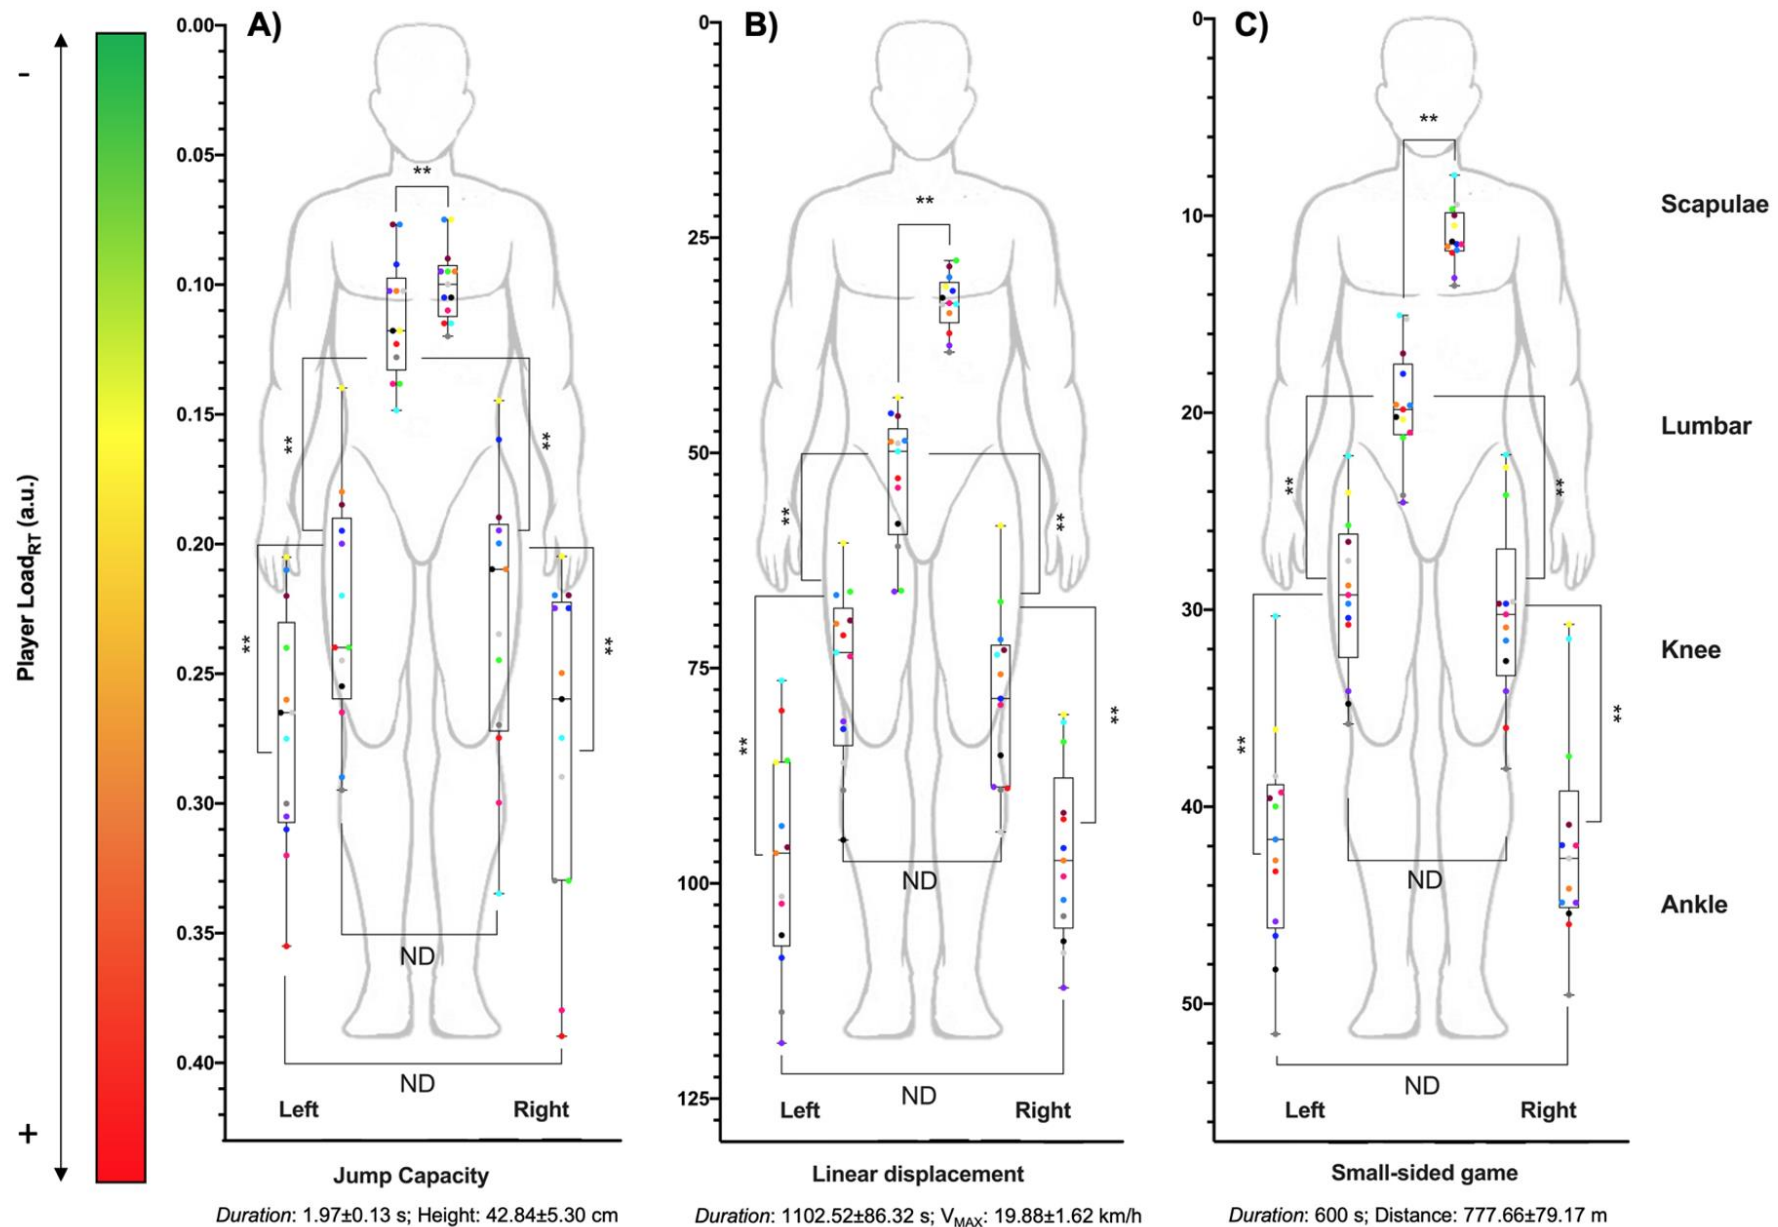 A)
B)
C)
Player LoadRT (a.u.)
-
+
0.00
0.05
0.10
0.15
0.20
0.25
0.30
0.35
0.40
**
**
**
**
**
ND
ND
Left
Right
Jump Capacity
Duration: 1.97±0.13 s; Height: 42.84±5.30 cm
0
25
50
75
100
125
**
**
**
**
**
ND
ND
Left
Right
Linear displacement
Duration: 1102.52±86.32 s; VMAX: 19.88±1.62 km/h
0
10
20
30
40
50
**
**
**
**
**
ND
ND
Left
Right
Small-sided game
Duration: 600 s; Distance: 777.66±79.17 m
Scapulae
Lumbar
Knee
Ankle